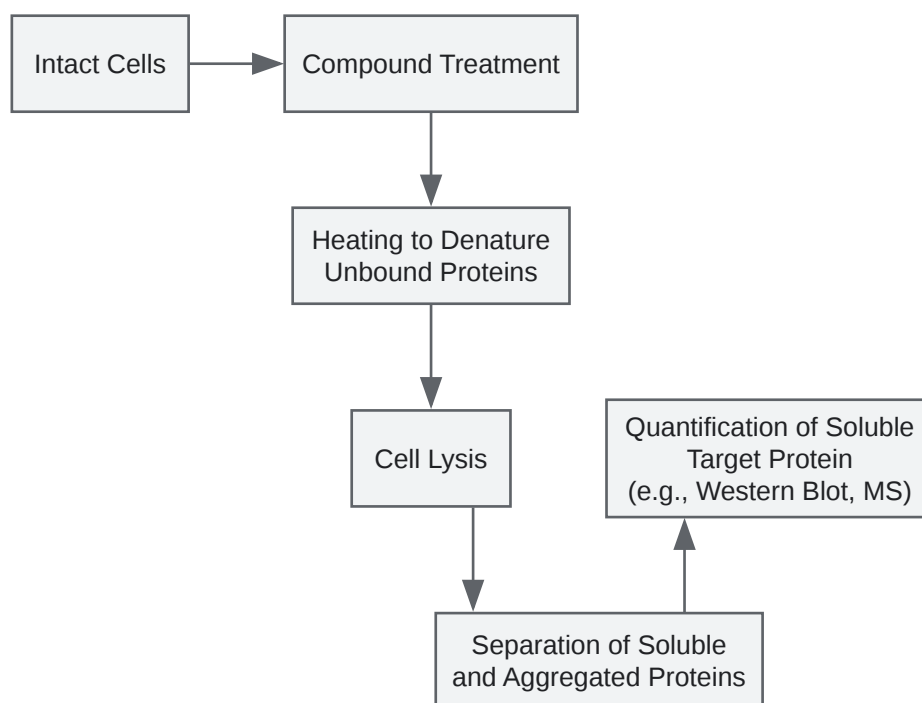 Intact Cells
Compound Treatment
Heating to Denature
Unbound Proteins
Cell Lysis
Quantification of Soluble
Target Protein
(e.g., Western Blot, MS)
Separation of Soluble
and Aggregated Proteins